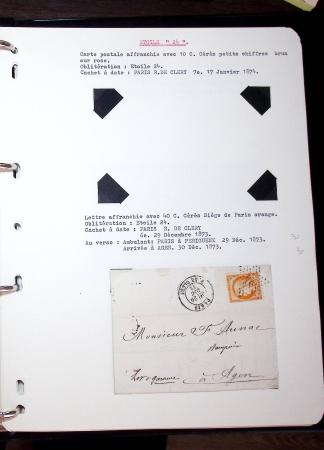 ETOILE " 24 ".
Carte postale affranchie avec 10 C. Cérès petits chiffres brun
sur rose.
Oblitération : Etoile 24.
Cachet à date : PARIS R.DE CLERY 7e. 17 Janvier 1874.
Lettre affranchie avec 40 C. Cérès Siège de Paris orange.
Oblitération : Etoile 24.
Cachet à date : PARIS R. DE CLERY
6e. 29 Décembre 1873.
Au verso : Ambulant: PARIS à PERIGUEUX 29 Déc. 1873.
Arrivée à AGEN. 30 Déc. 1873.
Monsieur F.
à Agen